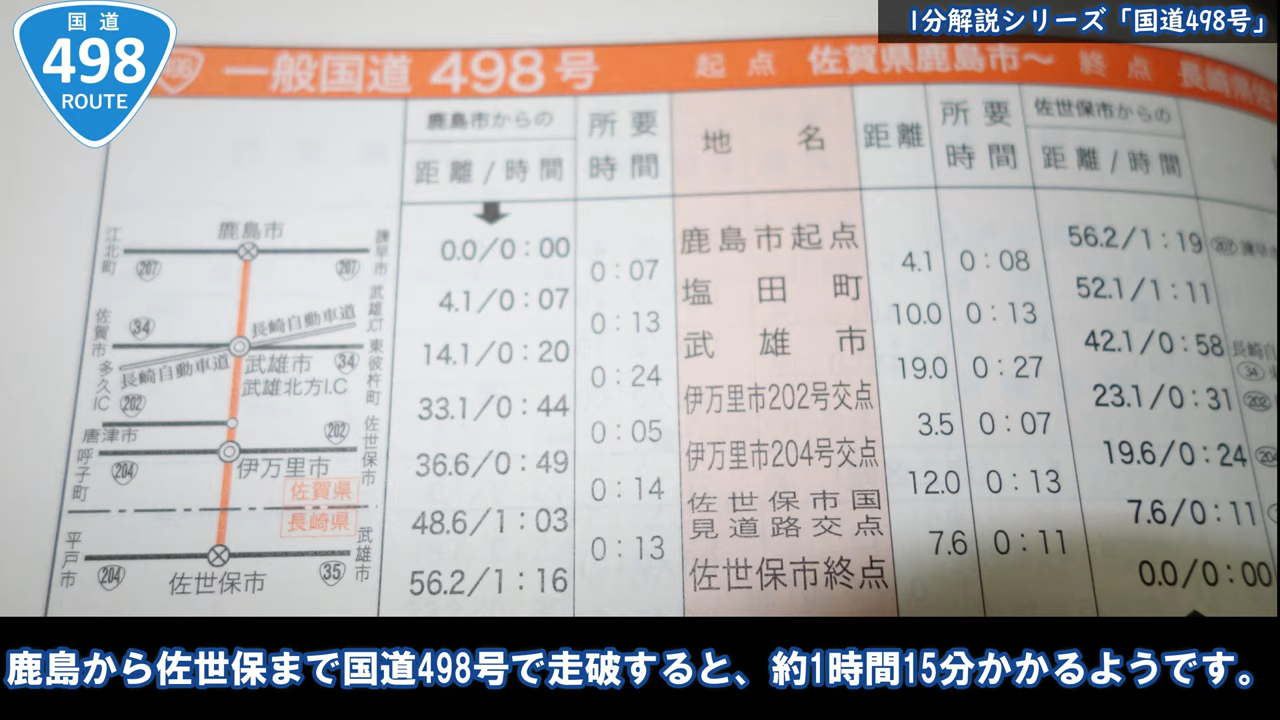 国道
498
ROUTE
1分解説シリーズ「国道498号」
一般国道 498号
起点 佐賀県鹿島市～ 終点 長崎県佐
鹿島市からの
距離/時間
所要
時間
地名
距離
所要
時間
佐世保市からの
距離/時間
0.0/0:00
4.1/0:07
14.1/0:20
33.1/0:44
36.6/0:49
48.6/1:03
56.2/1:16
0:07
0:13
0:24
0:05
0:14
0:13
鹿島市起点
塩田町
武雄市
伊万里市202号交点
伊万里市204号交点
佐世保市国
見道路交点
佐世保市終点
4.1
10.0
19.0
3.5
12.0
7.6
0:08
0:13
0:27
0:07
0:13
0:11
56.2/1:19
52.1/1:11
42.1/0:58
23.1/0:31
19.6/0:24
7.6/0:11
0.0/0:00
207
長崎自
34
202
鹿島市
江北町
207
207
諫早市
佐賀市
34
長崎自動車道
武雄JCT
長崎自動車道
武雄市
34
東彼杵町
武雄北方I.C
多久IC
202
唐津市
202
佐世保市
呼子町
204
伊万里市
佐賀県
長崎県
平戸市
204
佐世保市
35
武雄市
鹿島から佐世保まで国道498号で走破すると、約1時間15分かかるようです。